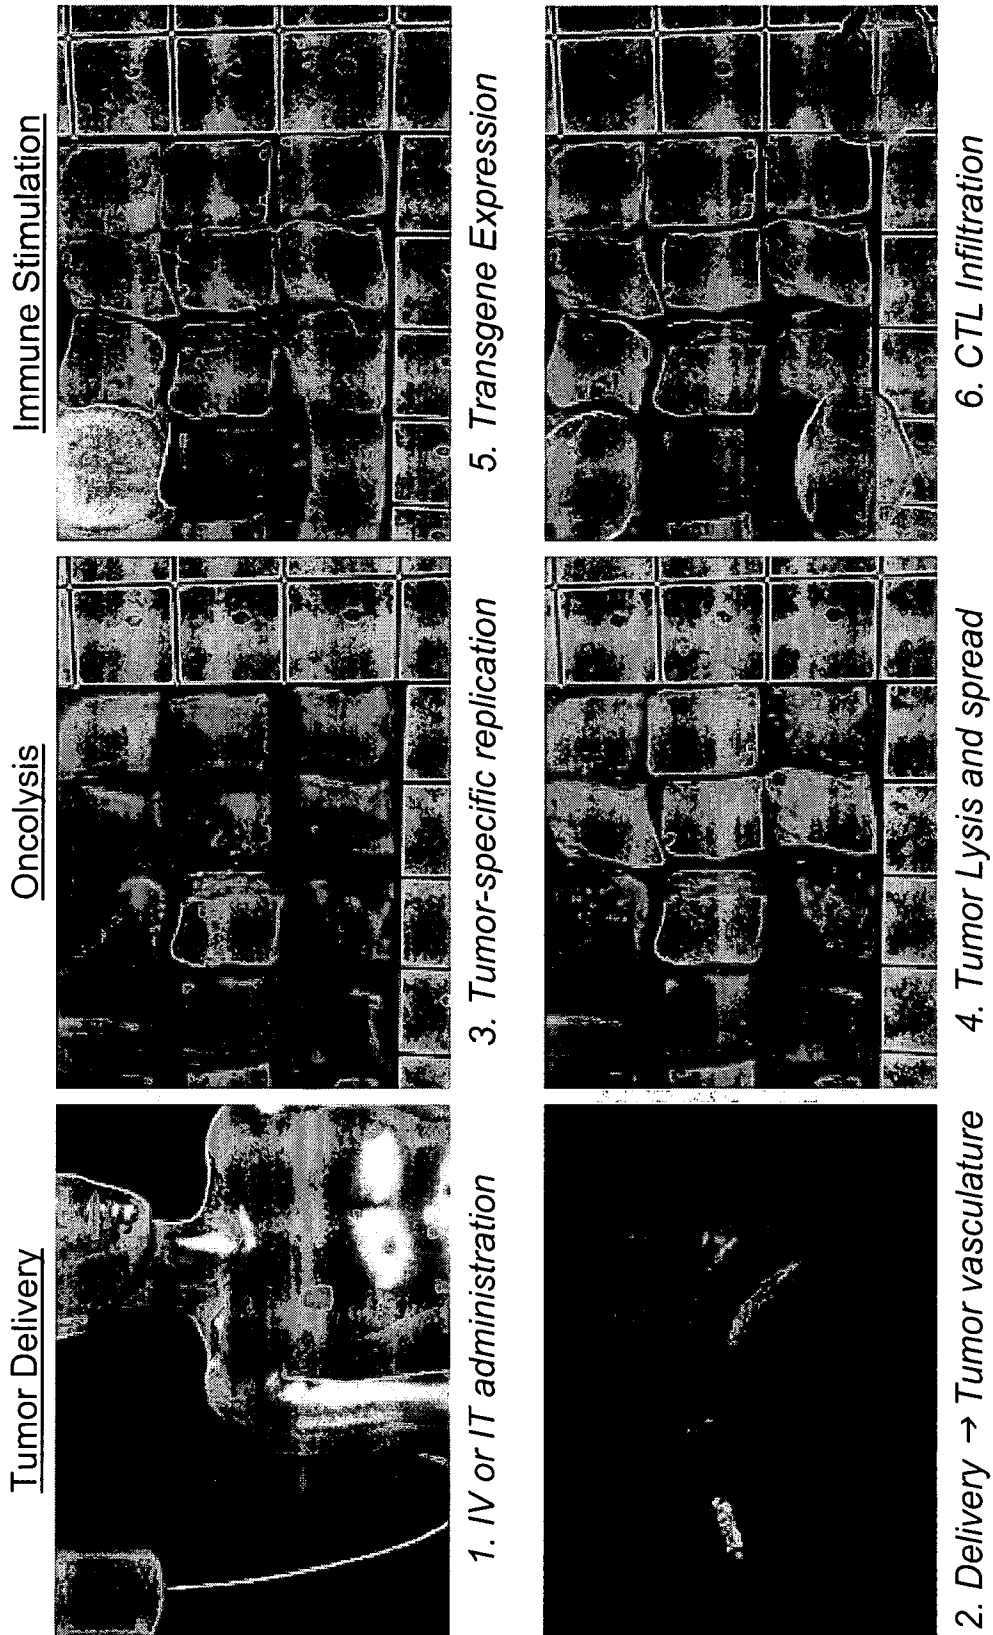 Tumor Delivery
Oncolysis
Immune Stimulation
1. IV or IT administration
3. Tumor-specific replication
5. Transgene Expression
2. Delivery → Tumor vasculature
4. Tumor Lysis and spread
6. CTL Infiltration